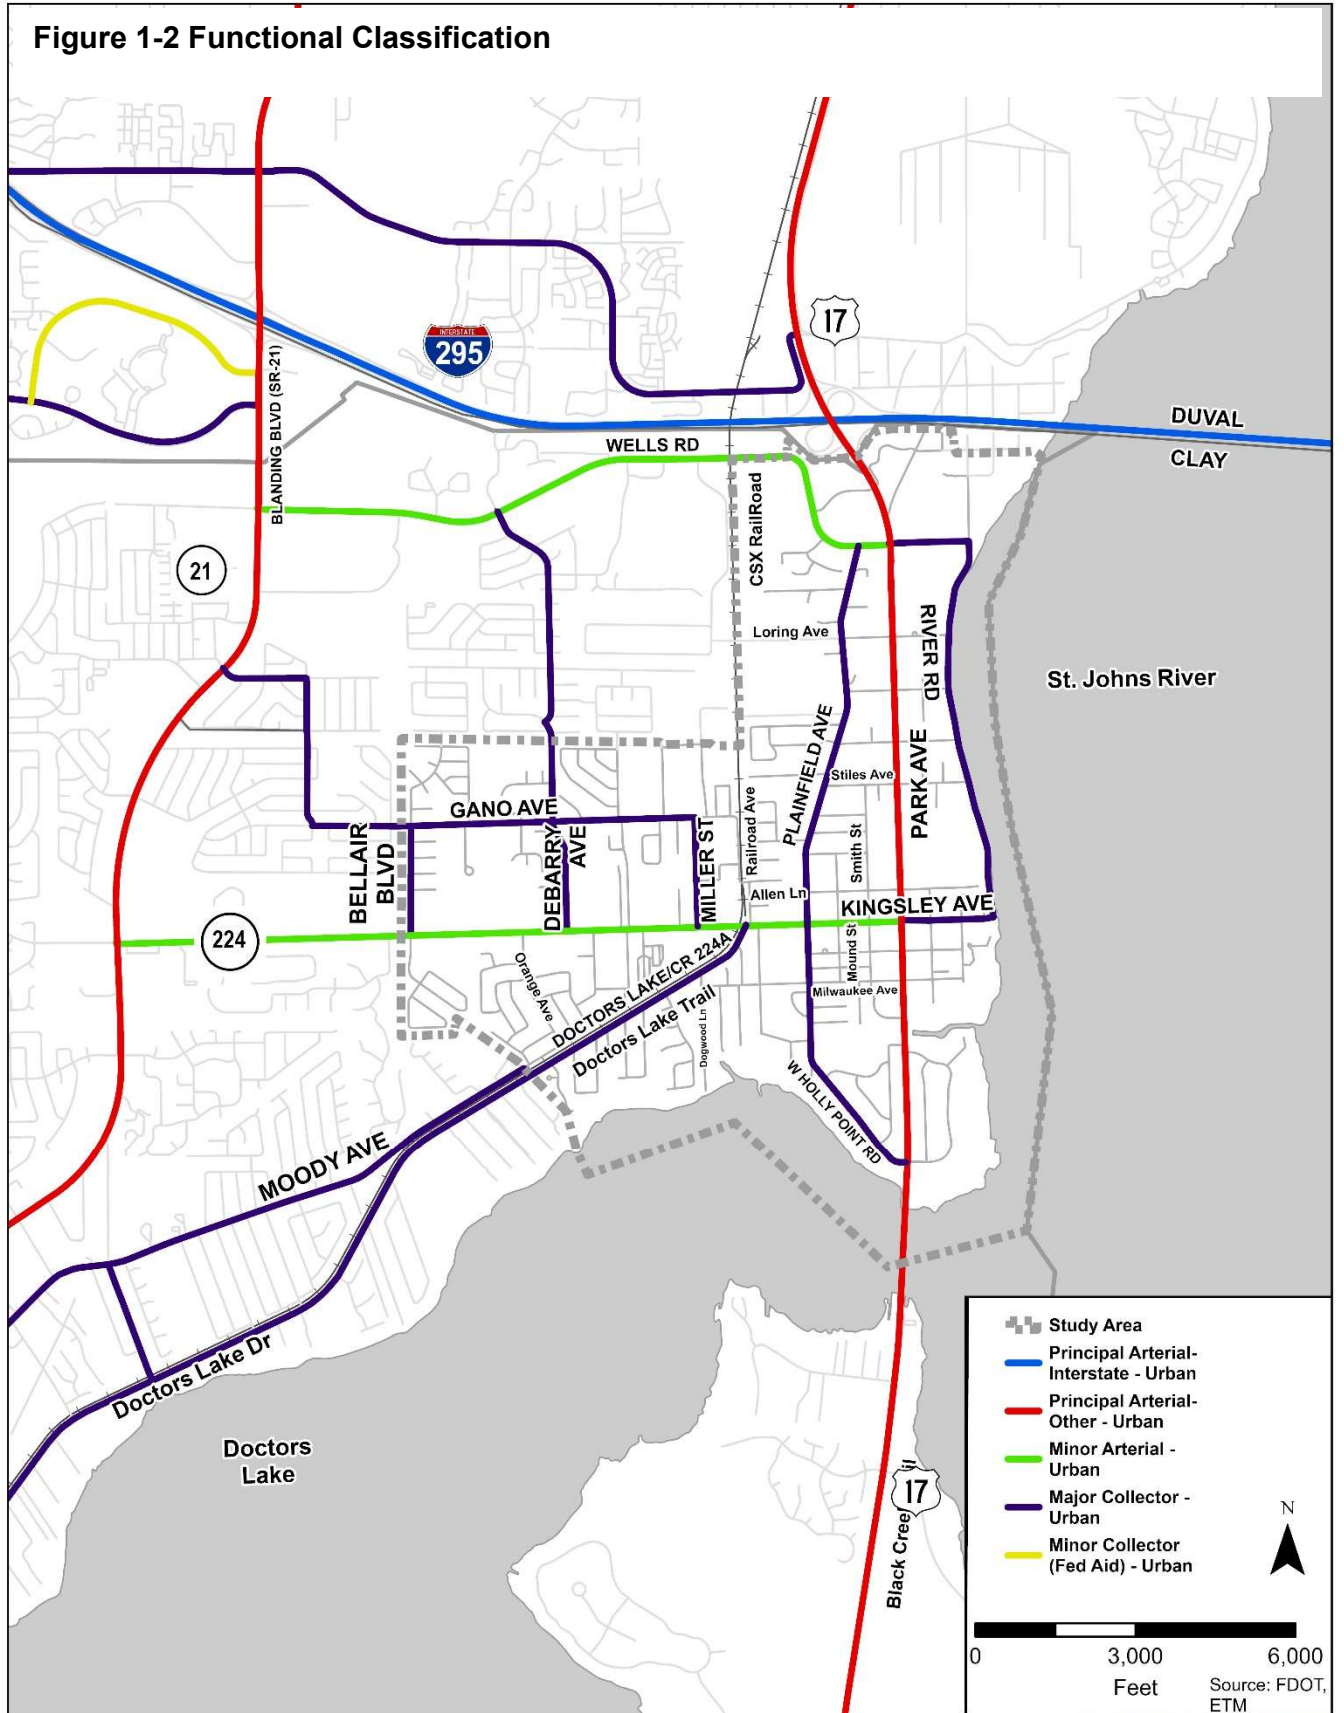 Figure 1-2 Functional Classification
17
INTERSTATE
295
DUVAL
CLAY
WELLS RD
BLANDING BLVD (SR-21)
CSX RailRoad
21
Loring Ave
RIVER RD
St. Johns River
PLAINFIELD AVE
PARK AVE
Stiles Ave
GANO AVE
BELLAIR
BLVD
DEBARRY
AVE
MILLER ST
Railroad Ave
Smith St
Allen Ln
KINGSLEY AVE
224
Mound St
Orange Ave
DOCTORS LAKE/CR 224A
Doctors Lake Trail
Dogwood Ln
Milwaukee Ave
W HOLLY POINT RD
MOODY AVE
Doctors Lake Dr
Doctors
Lake
17
Black Cree
il
Study Area
Principal Arterial-
Interstate - Urban
Principal Arterial-
Other - Urban
Minor Arterial -
Urban
Major Collector -
Urban
Minor Collector
(Fed Aid) - Urban
N
0 3,000 6,000
Feet
Source: FDOT,
ETM